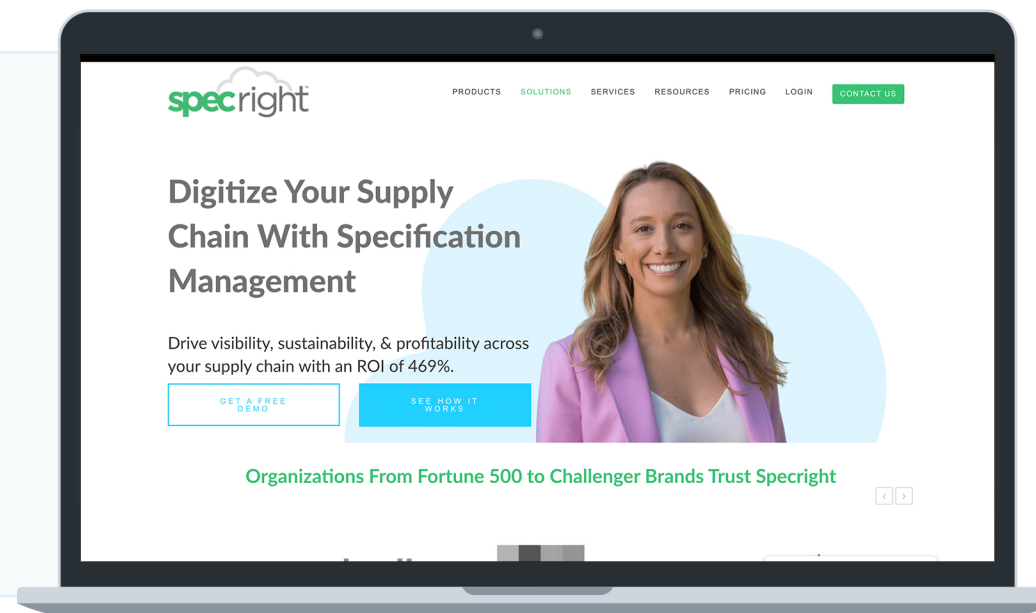 specright
PRODUCTS SOLUTIONS SERVICES RESOURCES PRICING LOGIN CONTACT US
Digitize Your Supply
Chain With Specification
Management
Drive visibility, sustainability, & profitability across
your supply chain with an ROI of 469%.
GET A FREE
DEMO
SEE HOW IT
WORKS
Organizations From Fortune 500 to Challenger Brands Trust Specright